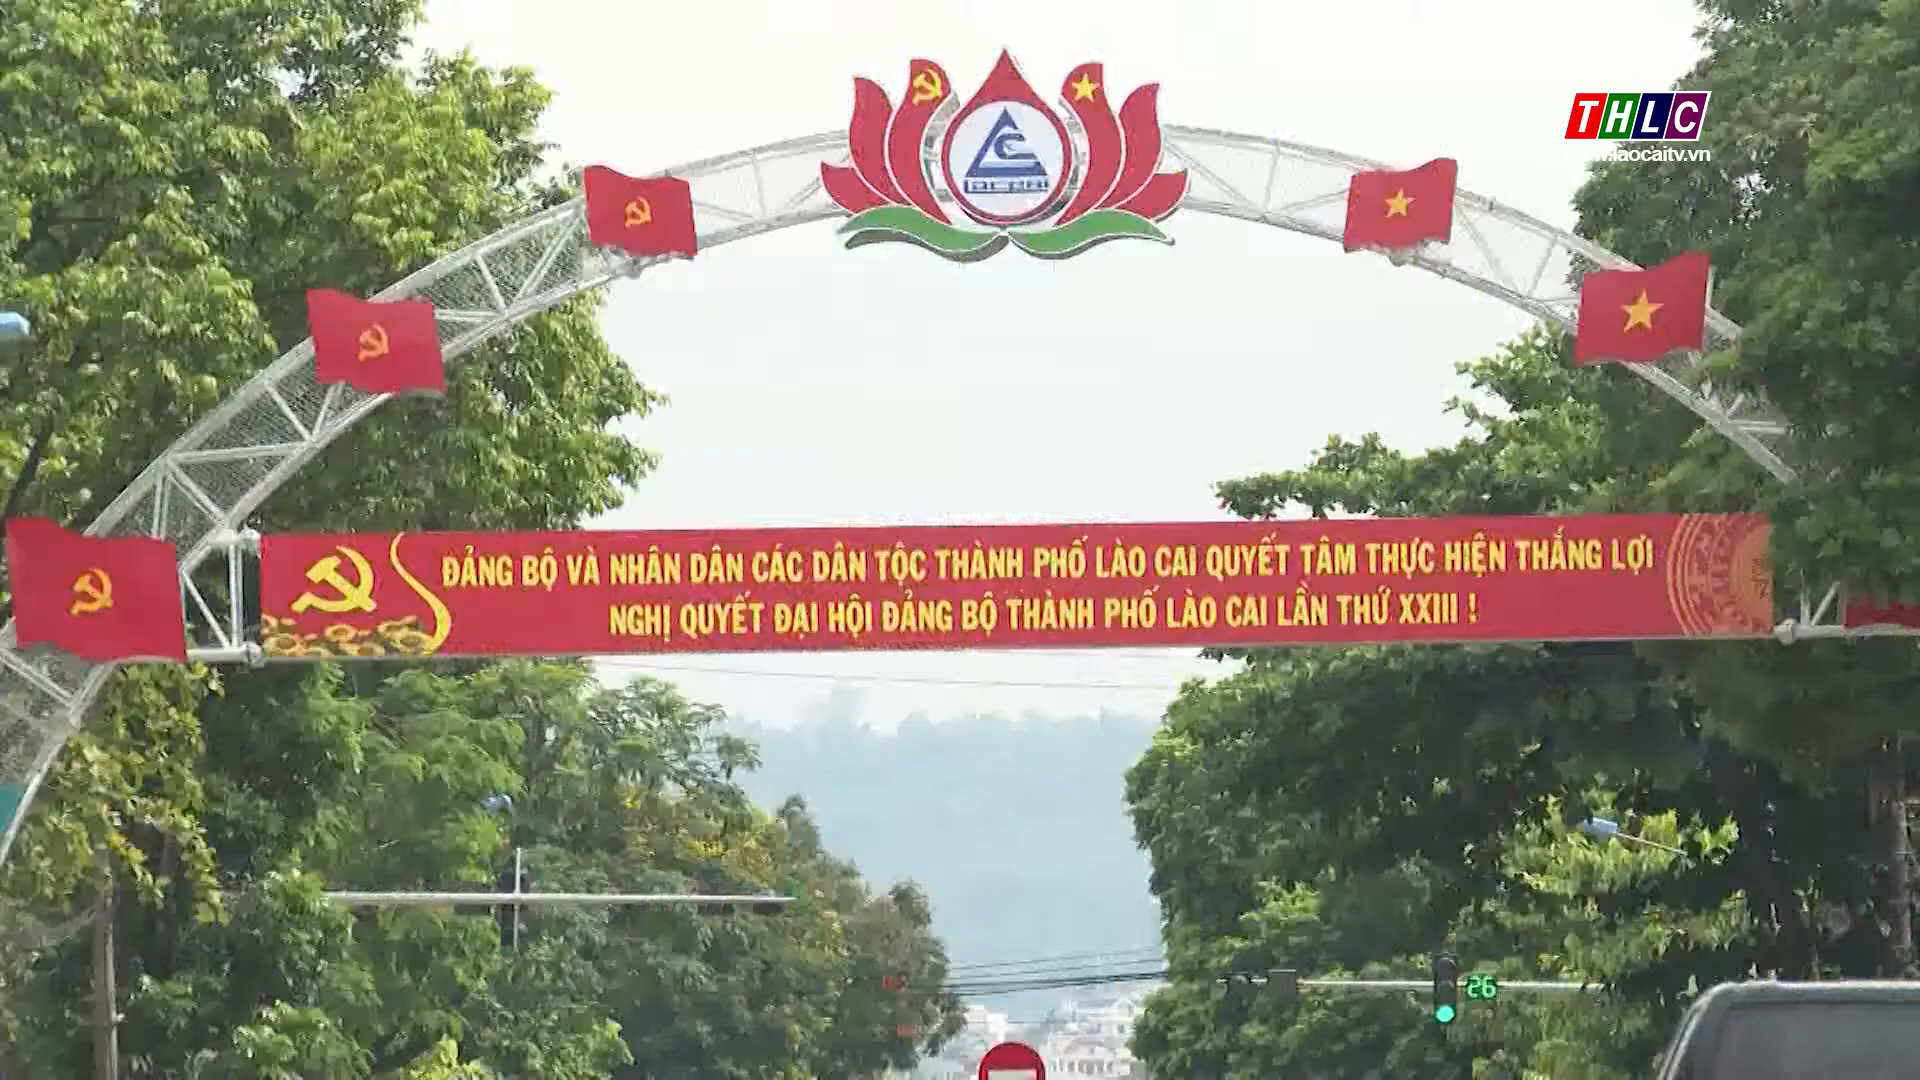 THLC
www.laocaitv.vn
ĐẢNG BỘ VÀ NHÂN DÂN CÁC DÂN TỘC THÀNH PHỐ LÀO CAI QUYẾT TÂM THỰC HIỆN THẮNG LỢI
NGHỊ QUYẾT ĐẠI HỘI ĐẢNG BỘ THÀNH PHỐ LÀO CAI LẦN THỨ XXIII !
26